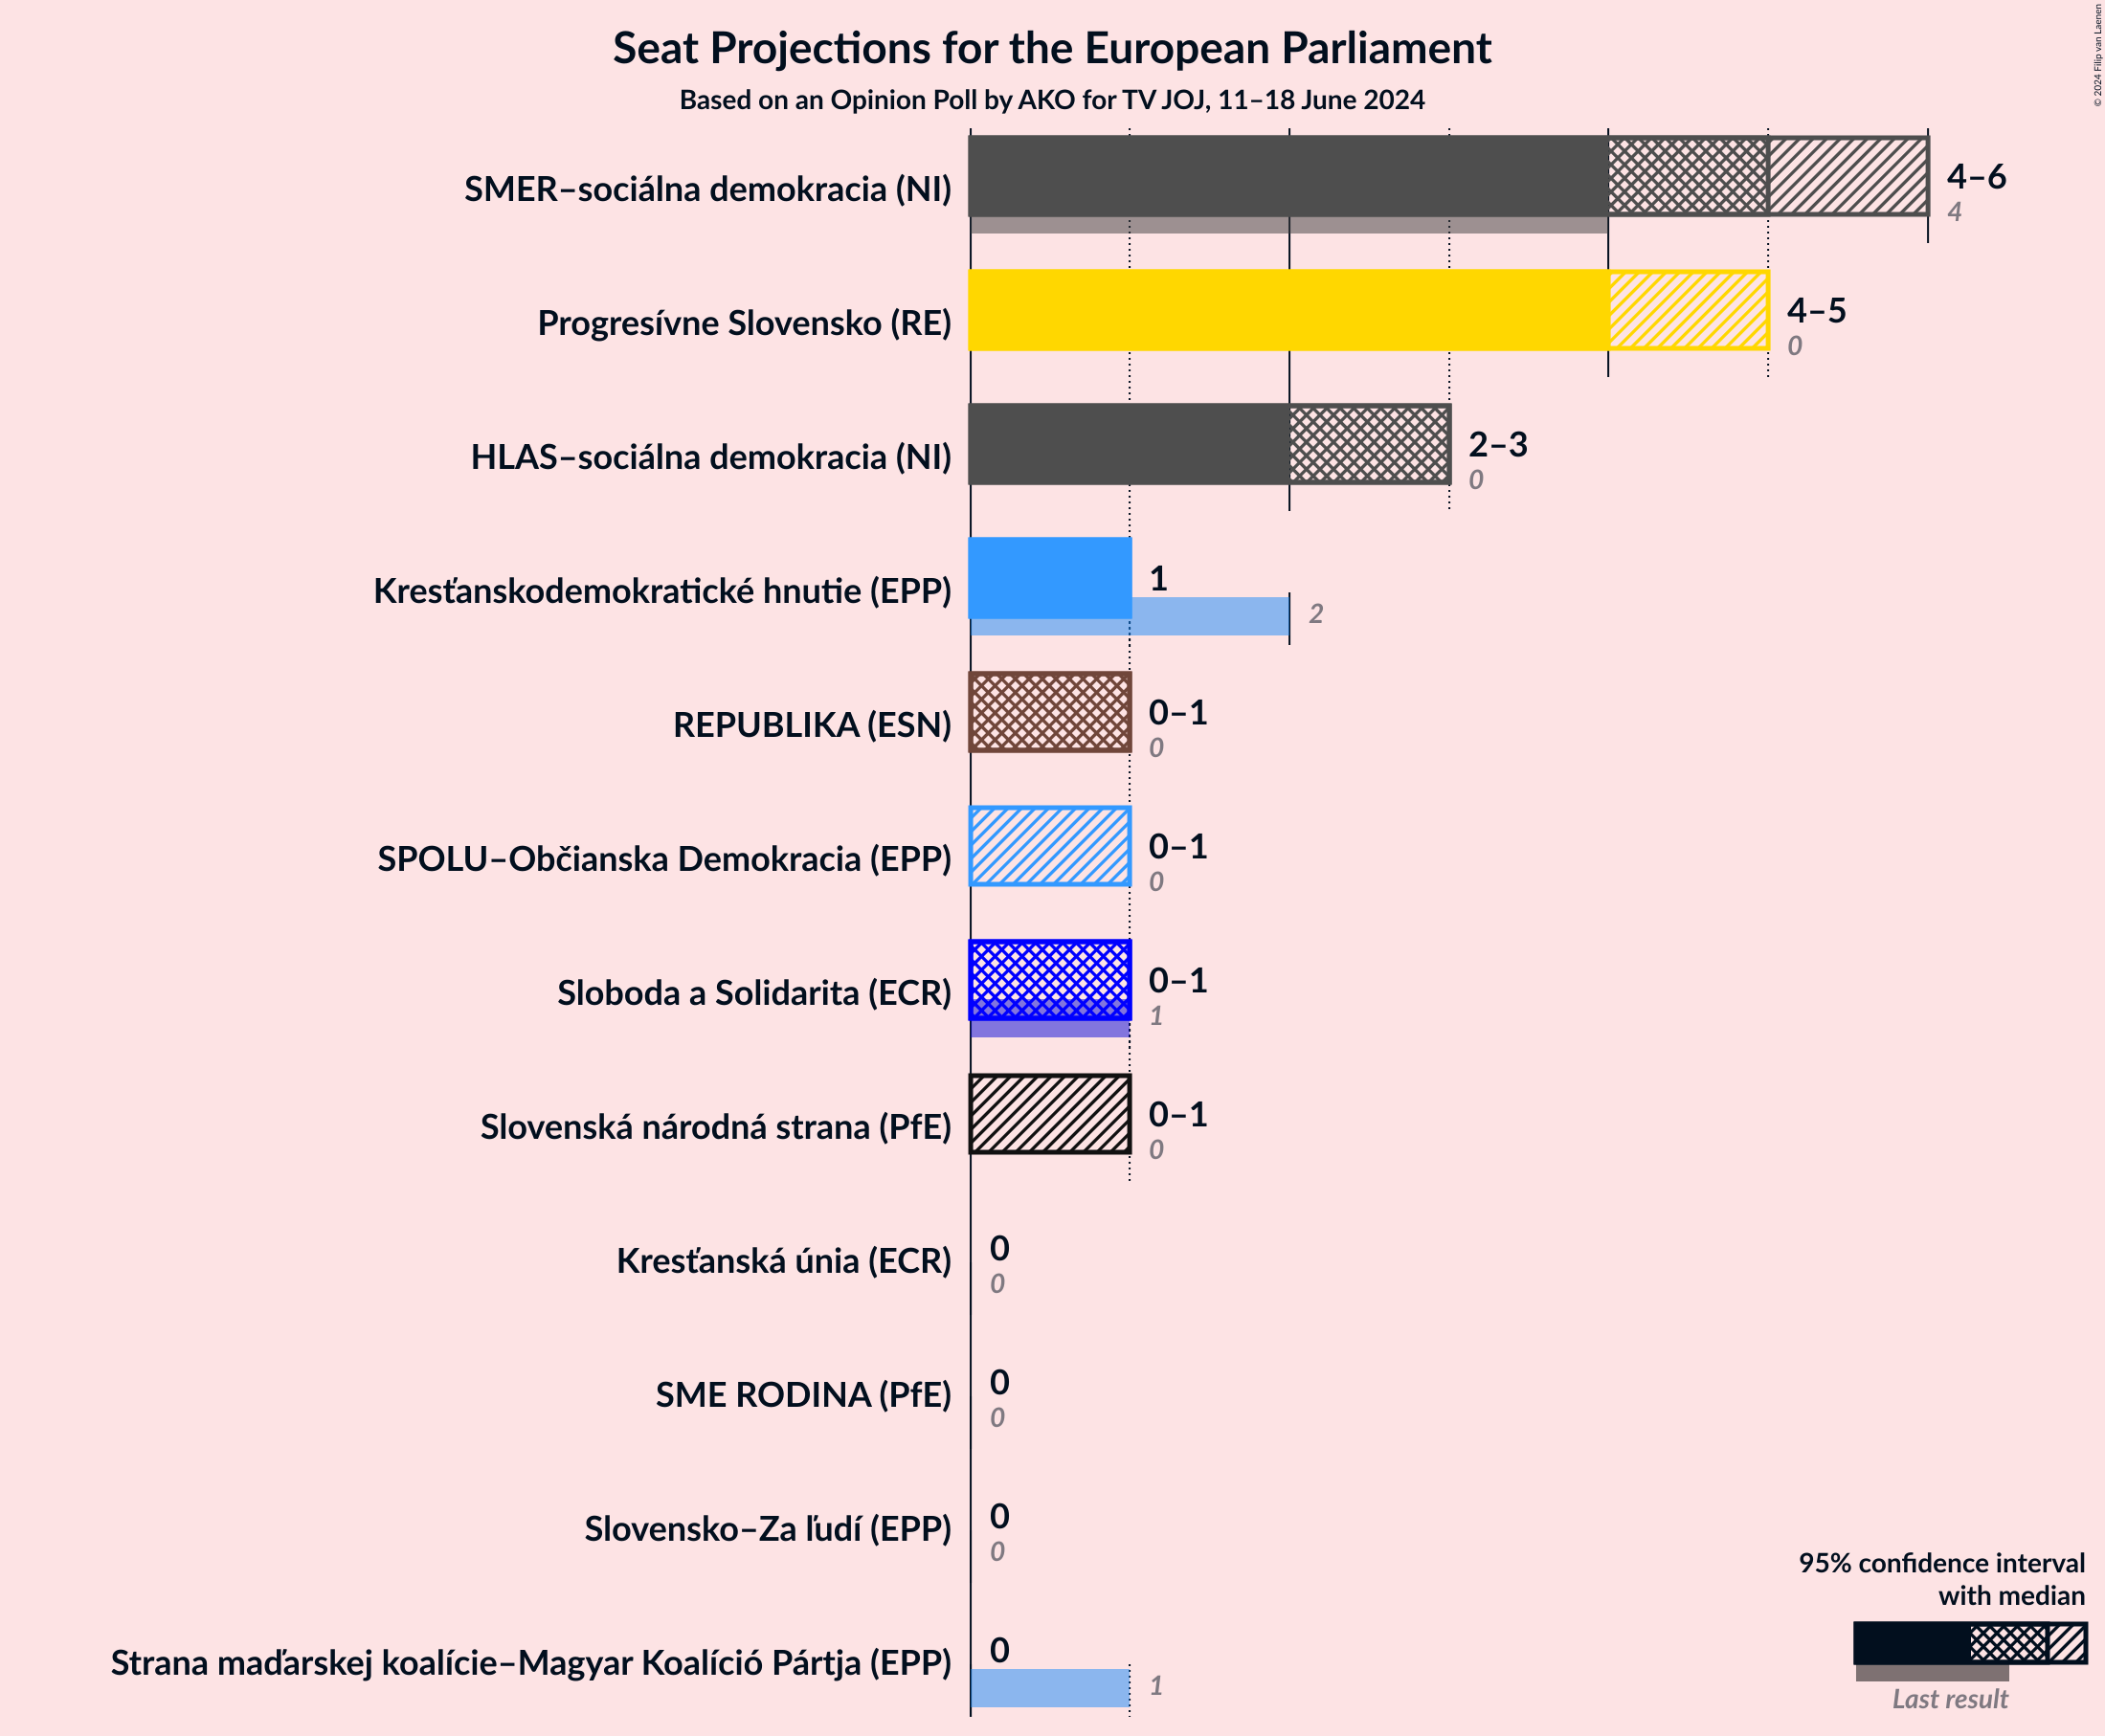 Seat Projections for the European Parliament
Based on an Opinion Poll by AKO for TV JOJ, 11–18 June 2024
© 2024 Filip van Laenen
SMER–sociálna demokracia (NI)
4–6
4
Progresívne Slovensko (RE)
4–5
0
HLAS–sociálna demokracia (NI)
2–3
0
Kresťanskodemokratické hnutie (EPP)
1
2
REPUBLIKA (ESN)
0–1
0
SPOLU–Občianska Demokracia (EPP)
0–1
0
Sloboda a Solidarita (ECR)
0–1
1
Slovenská národná strana (PfE)
0–1
0
Kresťanská únia (ECR)
0
0
SME RODINA (PfE)
0
0
Slovensko–Za ľudí (EPP)
0
0
Strana maďarskej koalície–Magyar Koalíció Pártja (EPP)
0
1
95% confidence interval
with median
Last result